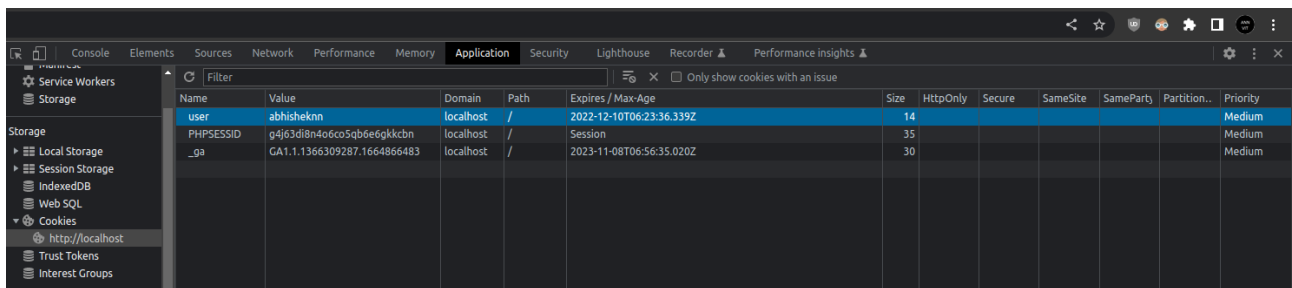 Console Elements Sources Network Performance Memory Application Security Lighthouse Recorder Performance insights
Manifest
Service Workers
Storage
Storage
Local Storage
Session Storage
IndexedDB
Web SQL
Cookies
http://localhost
Trust Tokens
Interest Groups
Filter Only show cookies with an issue
Name Value Domain Path Expires / Max-Age Size HttpOnly Secure SameSite SameParty Partition... Priority
user abhisheknn localhost / 2022-12-10T06:23:36.339Z 14 Medium
PHPSESSID g4j63di8n4o6co5qb6e6gkkcbn localhost / Session 35 Medium
_ga GA1.1.1366309287.1664866483 localhost / 2023-11-08T06:56:35.020Z 30 Medium